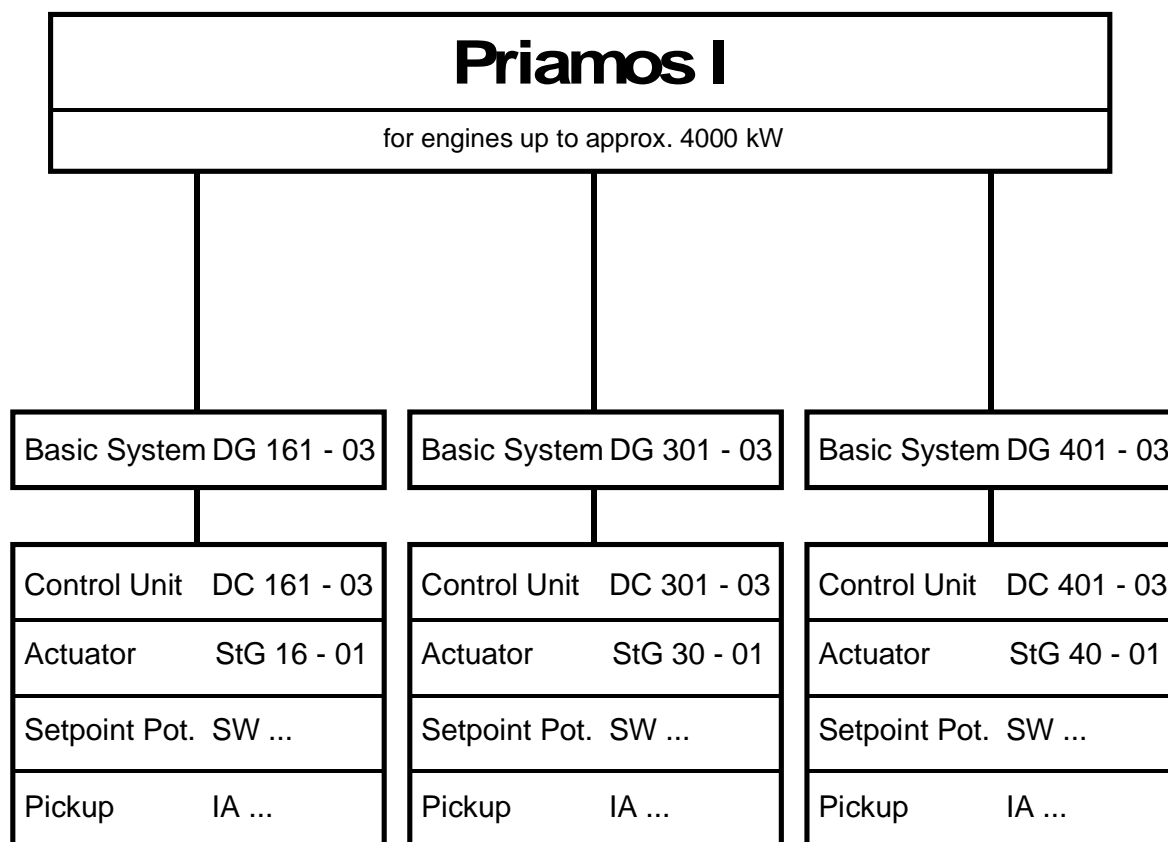 Priamos I
for engines up to approx. 4000 kW
Basic System DG 161 - 03
Control Unit DC 161 - 03
Actuator StG 16 - 01
Setpoint Pot. SW ...
Pickup IA ...
Basic System DG 301 - 03
Control Unit DC 301 - 03
Actuator StG 30 - 01
Setpoint Pot. SW ...
Pickup IA ...
Basic System DG 401 - 03
Control Unit DC 401 - 03
Actuator StG 40 - 01
Setpoint Pot. SW ...
Pickup IA ...